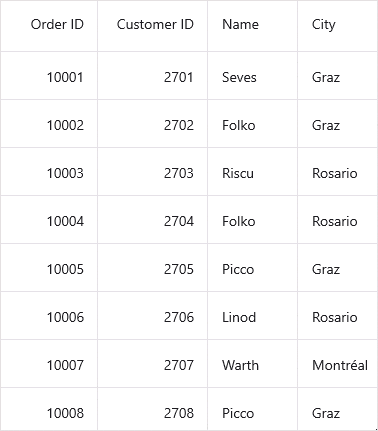 Order ID Customer ID Name City
10001 2701 Seves Graz
10002 2702 Folko Graz
10003 2703 Riscu Rosario
10004 2704 Folko Rosario
10005 2705 Picco Graz
10006 2706 Linod Rosario
10007 2707 Warth Montréal
10008 2708 Picco Graz